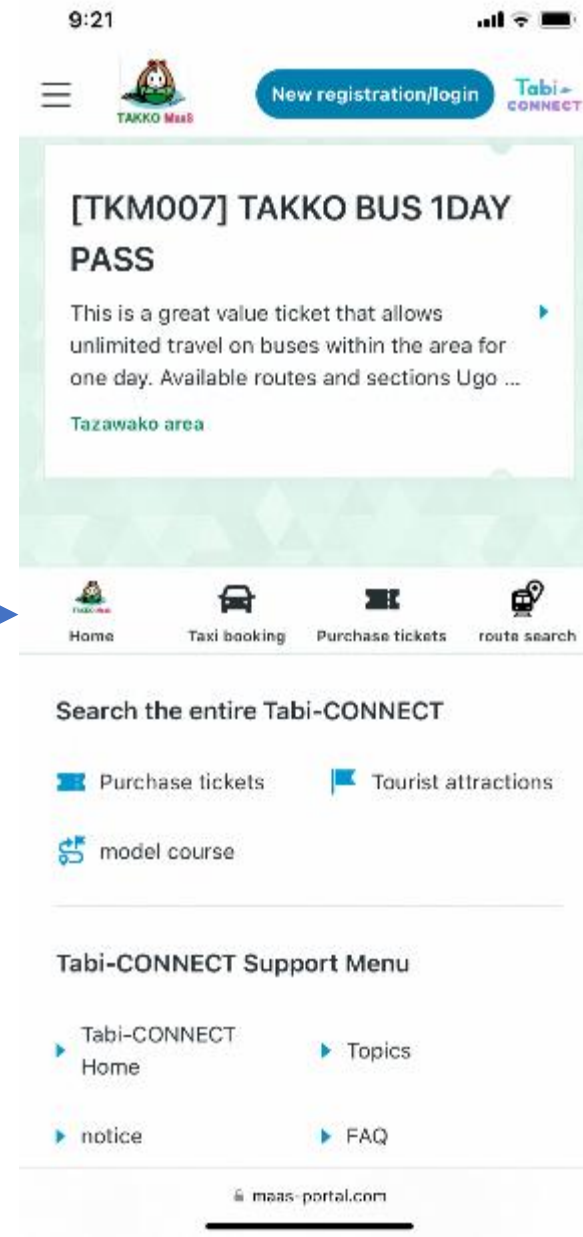 9:21
TAKKO MaaS
New registration/login
Tabi-
CONNECT
[TKM007] TAKKO BUS 1DAY
PASS
This is a great value ticket that allows
unlimited travel on buses within the area for
one day. Available routes and sections Ugo ...
Tazawako area
Home
Taxi booking
Purchase tickets
route search
Search the entire Tabi-CONNECT
Purchase tickets
Tourist attractions
model course
Tabi-CONNECT Support Menu
Tabi-CONNECT
Home
Topics
notice
FAQ
maas-portal.com